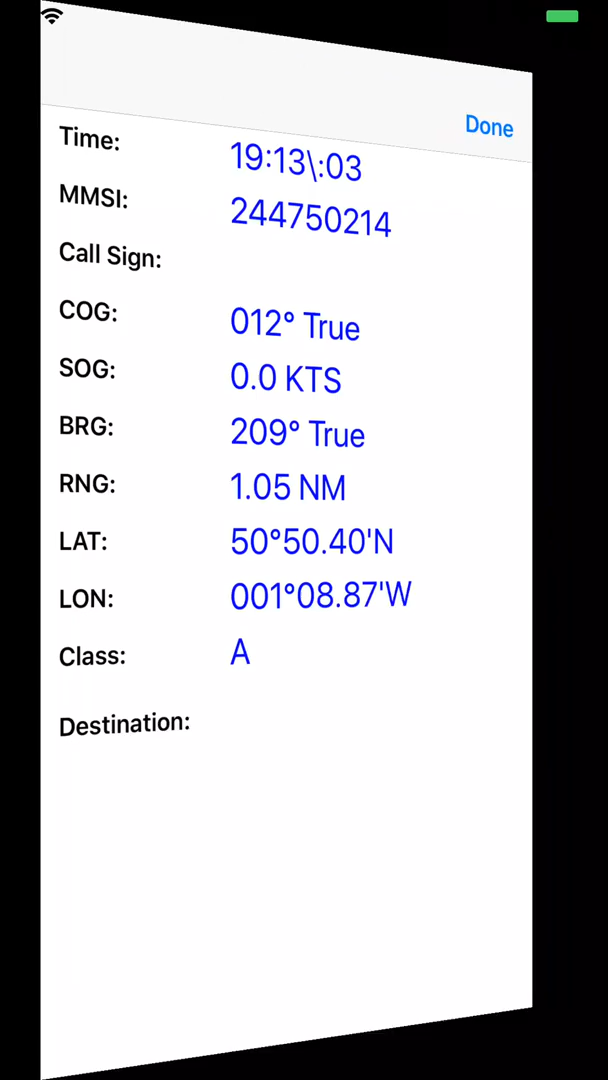 Done
Time: 19:13\:03
MMSI: 244750214
Call Sign:
COG: 012° True
SOG: 0.0 KTS
BRG: 209° True
RNG: 1.05 NM
LAT: 50°50.40'N
LON: 001°08.87'W
Class: A
Destination: